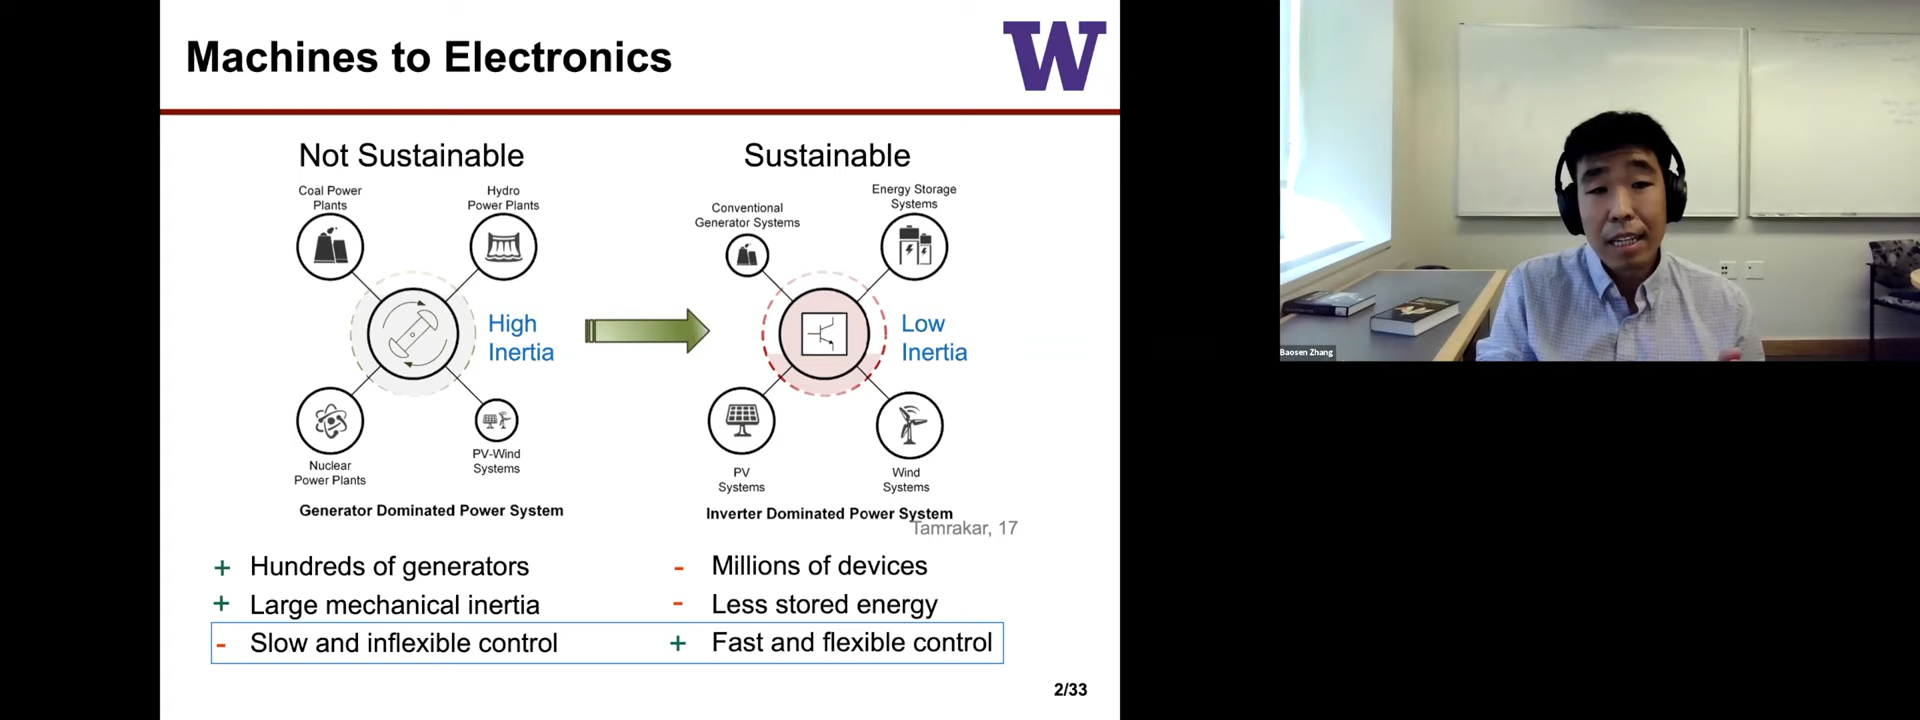 Machines to Electronics
W
Not Sustainable
Coal Power
Plants
Hydro
Power Plants
High
Inertia
Nuclear
Power Plants
PV-Wind
Systems
Generator Dominated Power System
Sustainable
Conventional
Generator Systems
Energy Storage
Systems
Low
Inertia
PV
Systems
Wind
Systems
Inverter Dominated Power System
Tamrakar, 17
+ Hundreds of generators
+ Large mechanical inertia
- Slow and inflexible control
- Millions of devices
- Less stored energy
+ Fast and flexible control
2/33
Baosen Zhang